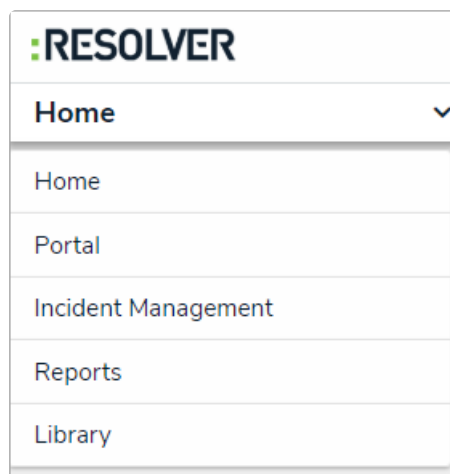 :RESOLVER
Home
Home
Portal
Incident Management
Reports
Library